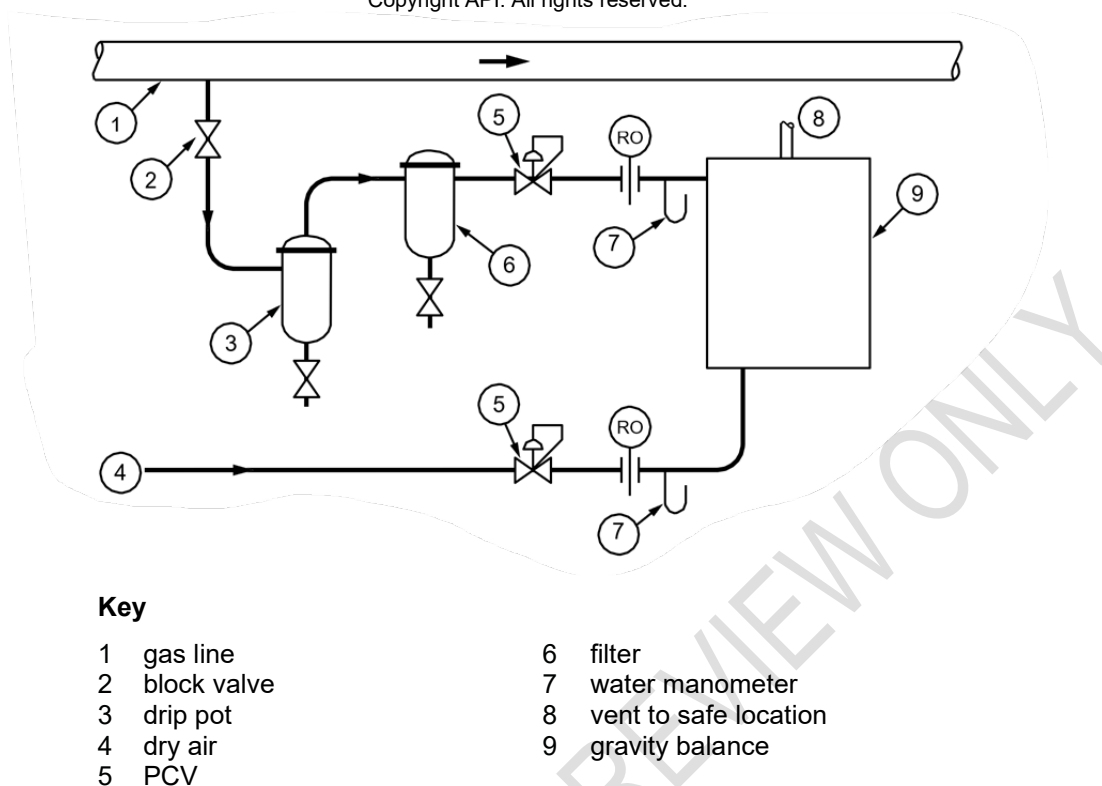 Copyright API. All rights reserved.
1
2
3
4
5
6
5
RO
7
8
9
5
RO
7
Key
1 gas line
2 block valve
3 drip pot
4 dry air
5 PCV
6 filter
7 water manometer
8 vent to safe location
9 gravity balance
REVIEW ONLY